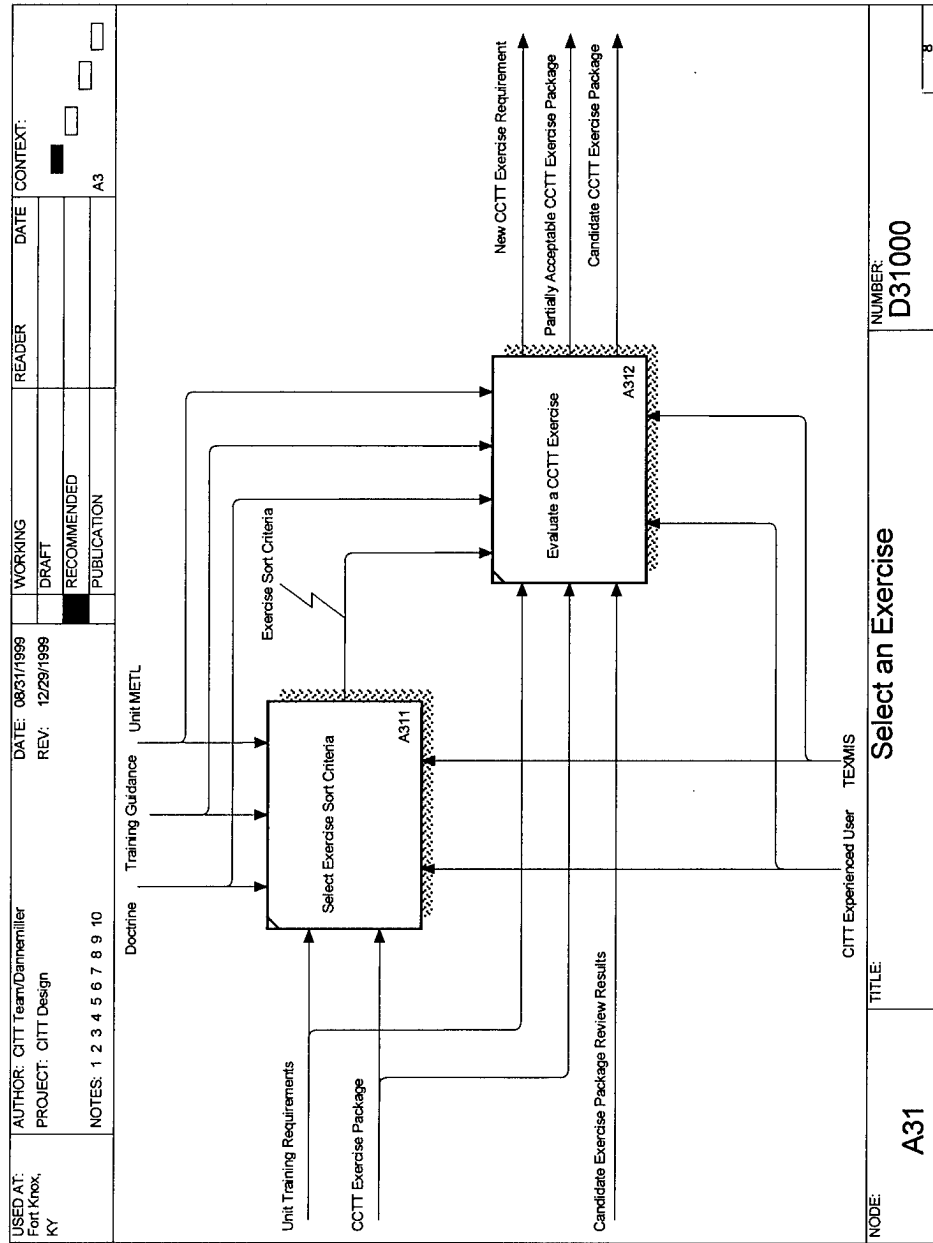 USED AT:
Fort Knox,
KY
AUTHOR: CITT Team/Dannemiller
PROJECT: CITT Design
NOTES: 1 2 3 4 5 6 7 8 9 10
DATE: 08/31/1999
REV: 12/29/1999
WORKING
DRAFT
RECOMMENDED
PUBLICATION
READER
DATE
CONTEXT:
A3
Doctrine
Training Guidance
Unit METL
Unit Training Requirements
CCTT Exercise Package
Candidate Exercise Package Review Results
Select Exercise Sort Criteria
A311
Exercise Sort Criteria
Evaluate a CCTT Exercise
A312
New CCTT Exercise Requirement
Partially Acceptable CCTT Exercise Package
Candidate CCTT Exercise Package
CITT Experienced User
TEXMIS
NODE:
A31
TITLE:
Select an Exercise
NUMBER:
D31000
8